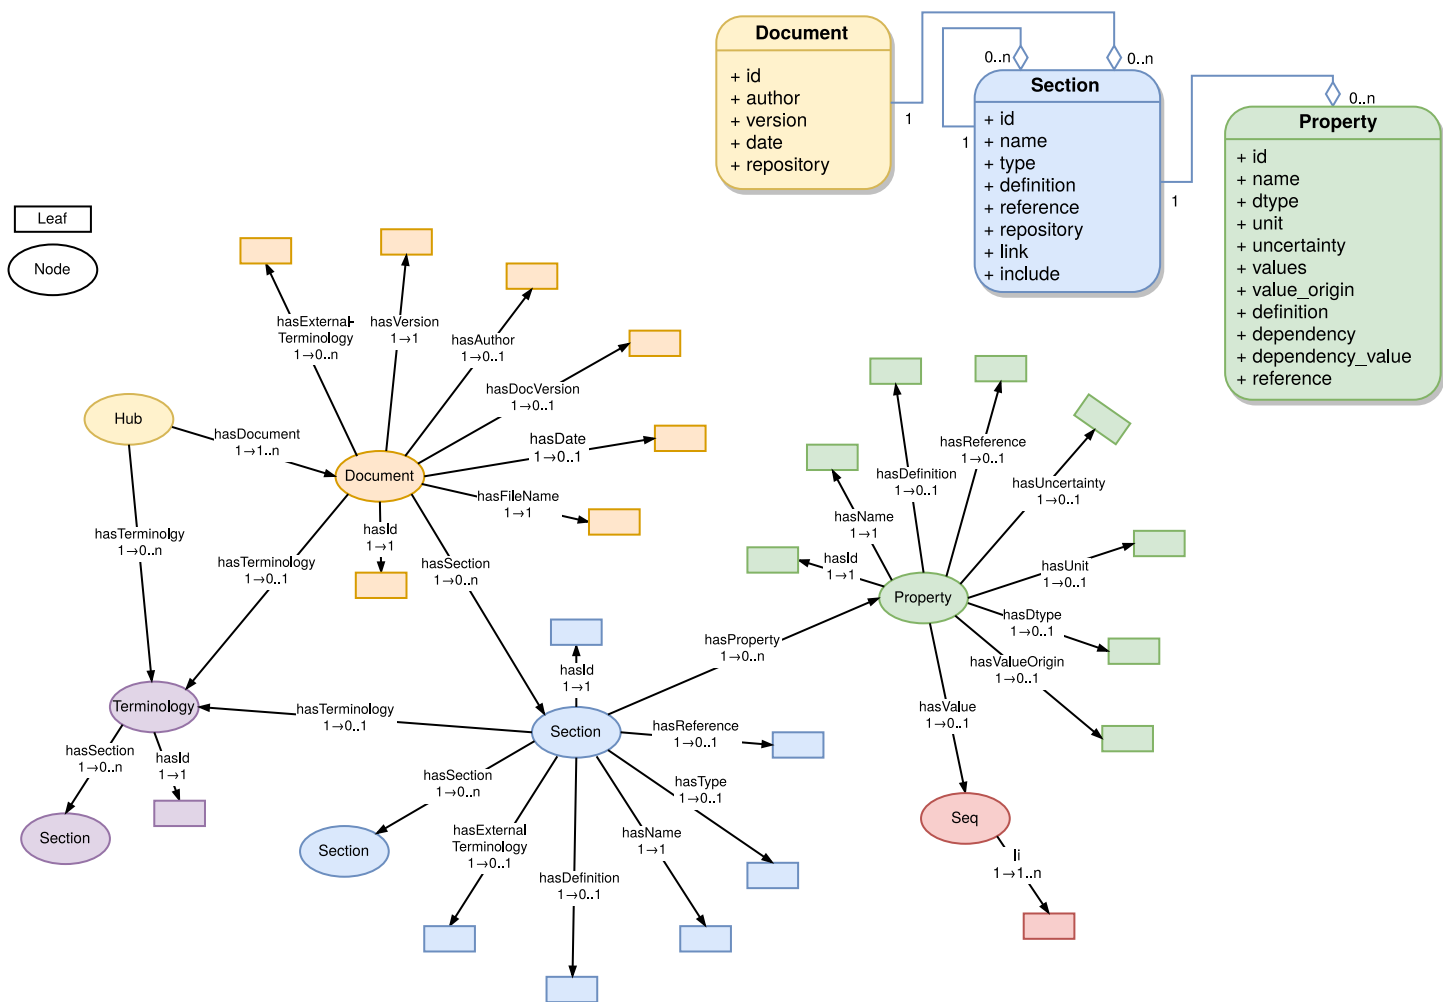 Document
+ id
+ author
+ version
+ date
+ repository
1
0..n
0..n
Section
+ id
+ name
+ type
+ definition
+ reference
+ repository
+ link
+ include
1
1
0..n
Property
+ id
+ name
+ dtype
+ unit
+ uncertainty
+ values
+ value_origin
+ definition
+ dependency
+ dependency_value
+ reference
Leaf
Node
hasExternal-
Terminology
1→0..n
hasVersion
1→1
hasAuthor
1→0..1
hasDocVersion
1→0..1
hasDate
1→0..1
hasFileName
1→1
Hub
hasDocument
1→1..n
Document
hasId
1→1
hasTerminolgy
1→0..n
hasTerminology
1→0..1
hasSection
1→0..n
hasDefinition
1→0..1
hasReference
1→0..1
hasUncertainty
1→0..1
hasName
1→1
hasId
1→1
hasUnit
1→0..1
Property
hasDtype
1→0..1
hasValueOrigin
1→0..1
hasProperty
1→0..n
hasValue
1→0..1
hasId
1→1
Terminology
hasTerminology
1→0..1
Section
hasReference
1→0..1
hasSection
1→0..n
hasId
1→1
Section
hasSection
1→0..n
Section
hasExternal
Terminology
1→0..1
hasDefinition
1→0..1
hasName
1→1
hasType
1→0..1
Seq
li
1→1..n